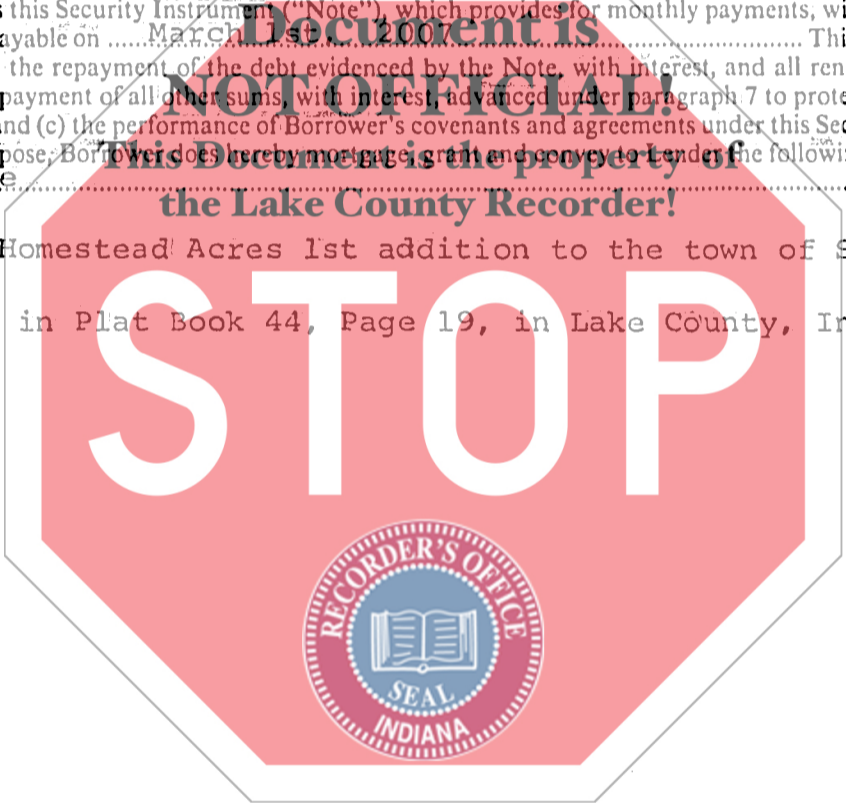 s this Security Instrument ("Note"), which provides for monthly payments, wi
ayable on ..... March 1st, 2007 ..... Thi
the repayment of the debt evidenced by the Note, with interest, and all ren
payment of all other sums, with interest, advanced under paragraph 7 to prote
nd (c) the performance of Borrower's covenants and agreements under this Sec
pose, Borrower does hereby mortgage, grant and convey to Lender the followi
e
Document is
NOT OFFICIAL!
This Document is the property of
the Lake County Recorder!
Homestead Acres 1st addition to the town of S
in Plat Book 44, Page 19, in Lake County, In
STOP
RECORDER'S OFFICE
SEAL
INDIANA